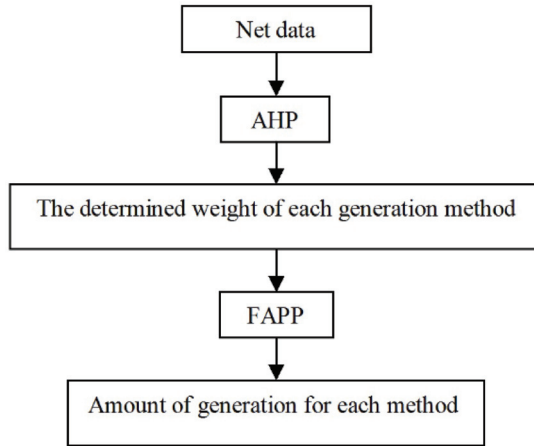 Net data
AHP
The determined weight of each generation method
FAPP
Amount of generation for each method